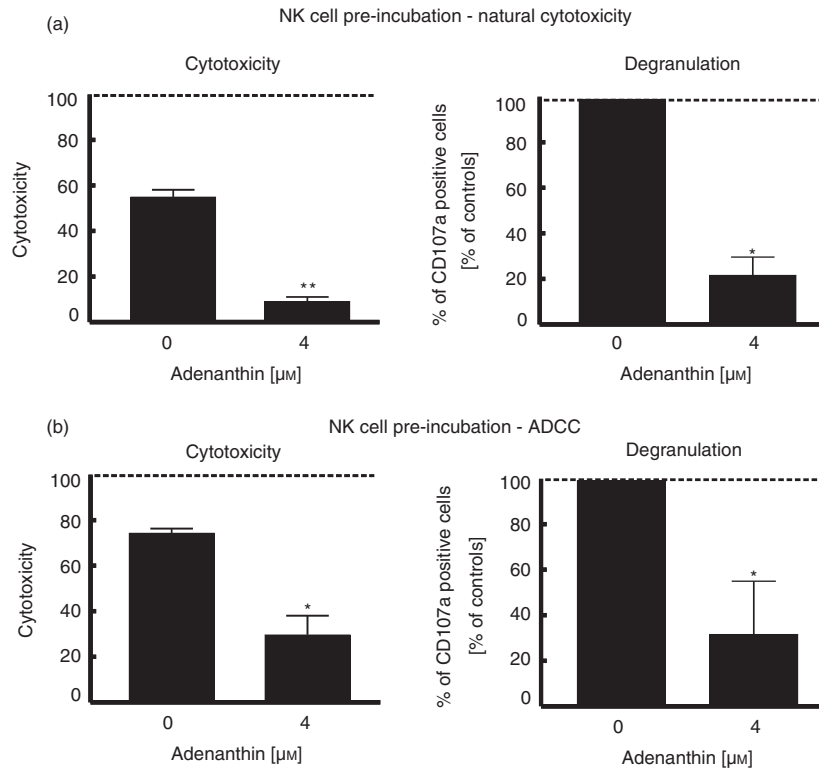 (a)
NK cell pre-incubation - natural cytotoxicity
Cytotoxicity
100
80
60
40
20
0
Cytotoxicity
**
0 4
Adenanthin [µM]
Degranulation
100
80
60
40
20
0
% of CD107a positive cells
[% of controls]
*
0 4
Adenanthin [µM]
(b)
NK cell pre-incubation - ADCC
Cytotoxicity
100
80
60
40
20
0
Cytotoxicity
*
0 4
Adenanthin [µM]
Degranulation
100
80
60
40
20
0
% of CD107a positive cells
[% of controls]
*
0 4
Adenanthin [µM]